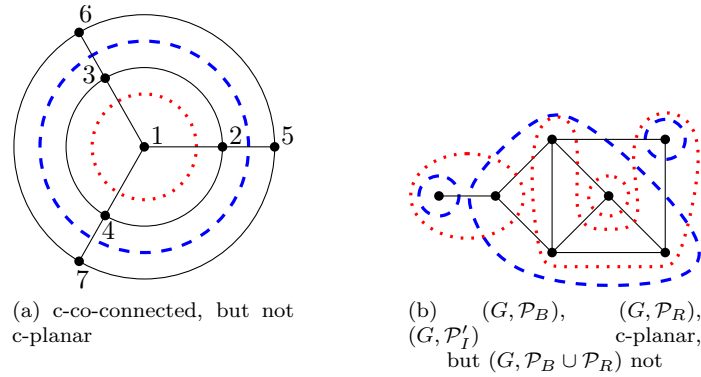 6
3
1
2
5
4
7
(a) c-co-connected, but not
c-planar
(b) (G, P_B), (G, P_R),
(G, P′_I) c-planar,
but (G, P_B ∪ P_R) not